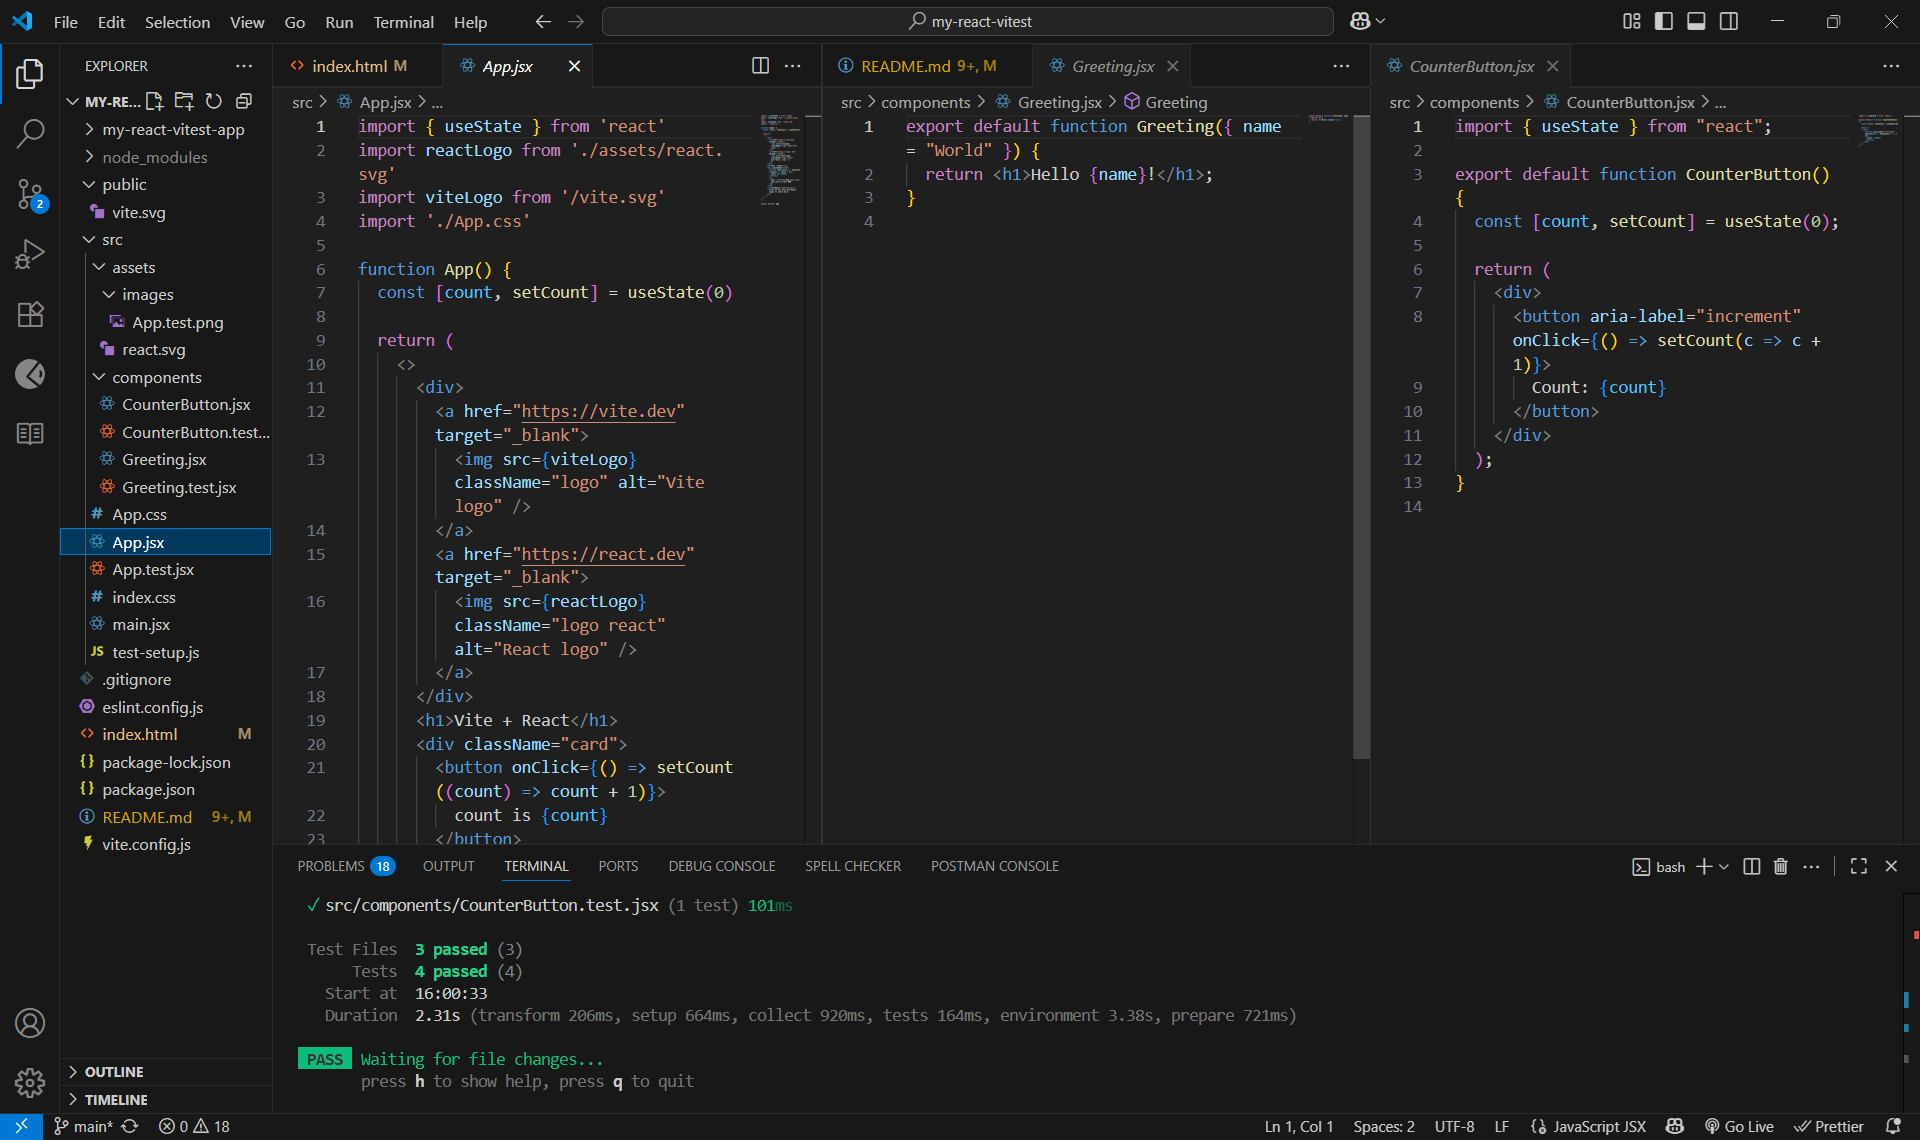 File Edit Selection View Go Run Terminal Help
my-react-vitest
EXPLORER
MY-RE...
my-react-vitest-app
node_modules
public
vite.svg
src
assets
images
App.test.png
react.svg
components
CounterButton.jsx
CounterButton.test...
Greeting.jsx
Greeting.test.jsx
# App.css
App.jsx
App.test.jsx
# index.css
main.jsx
JS test-setup.js
.gitignore
eslint.config.js
<> index.html M
{} package-lock.json
{} package.json
README.md 9+, M
vite.config.js
OUTLINE
TIMELINE
2
<> index.html M
App.jsx
src > App.jsx > ...
1 import { useState } from 'react'
2 import reactLogo from './assets/react.
svg'
3 import viteLogo from '/vite.svg'
4 import './App.css'
5
6 function App() {
7 const [count, setCount] = useState(0)
8
9 return (
10 <>
11 <div>
12 <a href="https://vite.dev"
target="_blank">
13 <img src={viteLogo}
className="logo" alt="Vite
logo" />
14 </a>
15 <a href="https://react.dev"
target="_blank">
16 <img src={reactLogo}
className="logo react"
alt="React logo" />
17 </a>
18 </div>
19 <h1>Vite + React</h1>
20 <div className="card">
21 <button onClick={() => setCount
((count) => count + 1)}>
22 count is {count}
23 </button>
README.md 9+, M
Greeting.jsx
src > components > Greeting.jsx > Greeting
1 export default function Greeting({ name
= "World" }) {
2 return <h1>Hello {name}!</h1>;
3 }
4
CounterButton.jsx
src > components > CounterButton.jsx > ...
1 import { useState } from "react";
2
3 export default function CounterButton()
{
4 const [count, setCount] = useState(0);
5
6 return (
7 <div>
8 <button aria-label="increment"
onClick={() => setCount(c => c +
1)}>
9 Count: {count}
10 </button>
11 </div>
12 );
13 }
14
PROBLEMS 18 OUTPUT TERMINAL PORTS DEBUG CONSOLE SPELL CHECKER POSTMAN CONSOLE
bash
✓ src/components/CounterButton.test.jsx (1 test) 101ms
Test Files 3 passed (3)
Tests 4 passed (4)
Start at 16:00:33
Duration 2.31s (transform 206ms, setup 664ms, collect 920ms, tests 164ms, environment 3.38s, prepare 721ms)
PASS Waiting for file changes...
press h to show help, press q to quit
main* 0 18
Ln 1, Col 1 Spaces: 2 UTF-8 LF {} JavaScript JSX Go Live Prettier